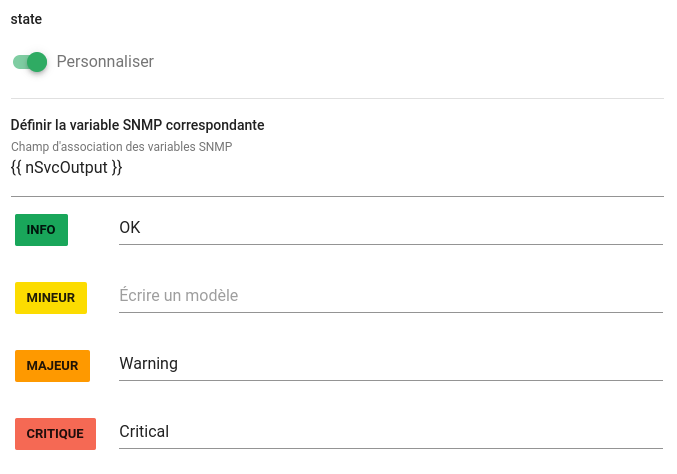 state
Personnaliser
Définir la variable SNMP correspondante
Champ d'association des variables SNMP
{{ nSvcOutput }}
INFO OK
MINEUR Écrire un modèle
MAJEUR Warning
CRITIQUE Critical